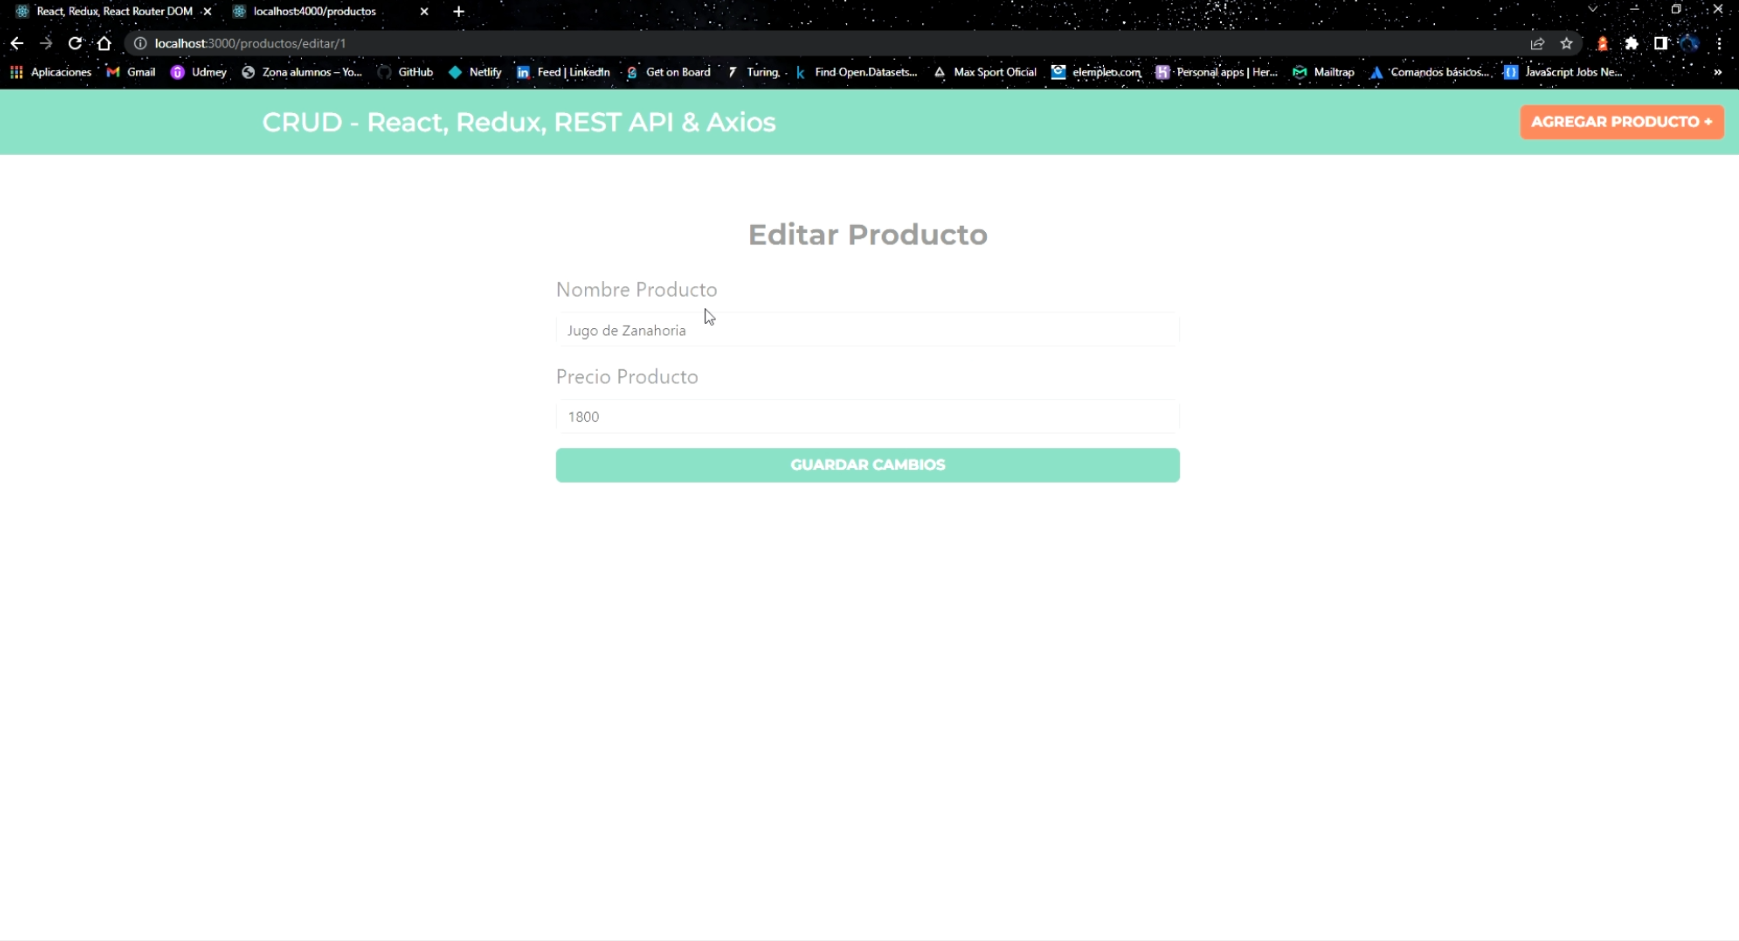 React, Redux, React Router DOM
localhost:4000/productos
localhost:3000/productos/editar/1
Aplicaciones
Gmail
Udmey
Zona alumnos – Yo...
GitHub
Netlify
Feed | LinkedIn
Get on Board
Turing.
Find Open Datasets...
Max Sport Oficial
elempleo.com
Personal apps | Her...
Mailtrap
Comandos básicos...
JavaScript Jobs Ne...
CRUD - React, Redux, REST API & Axios
AGREGAR PRODUCTO +
Editar Producto
Nombre Producto
Jugo de Zanahoria
Precio Producto
1800
GUARDAR CAMBIOS